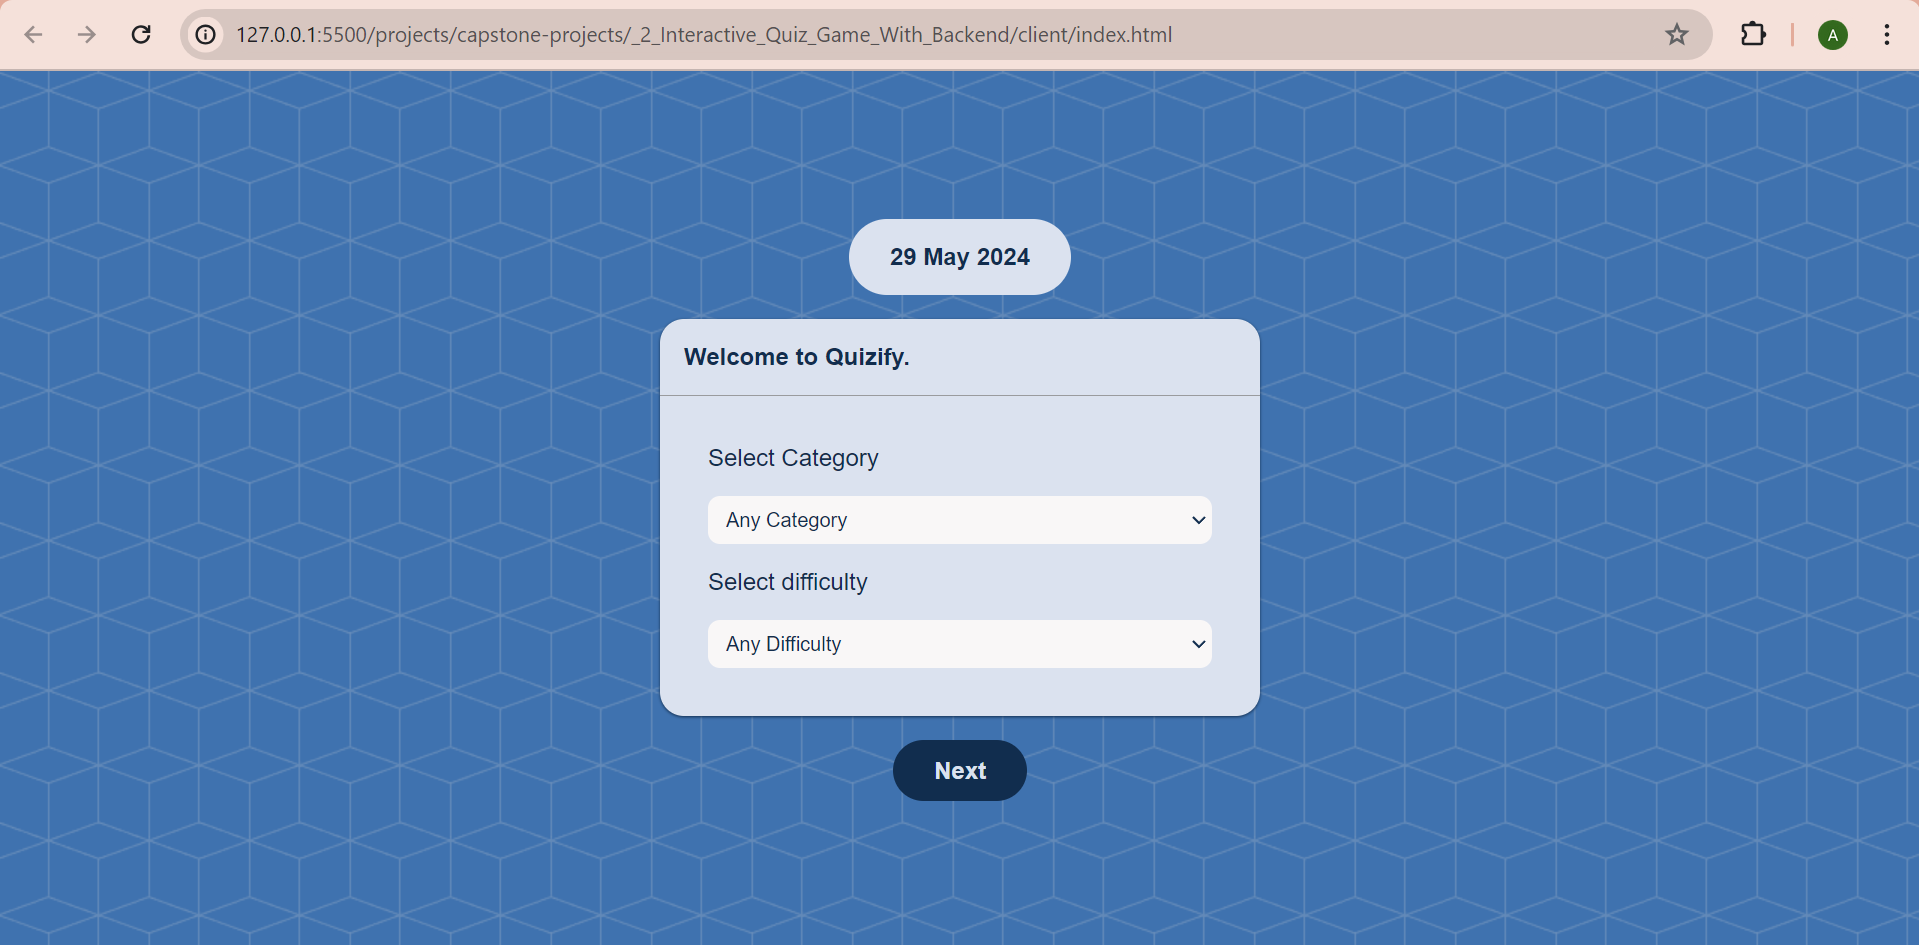 127.0.0.1:5500/projects/capstone-projects/_2_Interactive_Quiz_Game_With_Backend/client/index.html
A
29 May 2024
Welcome to Quizify.
Select Category
Any Category
Select difficulty
Any Difficulty
Next